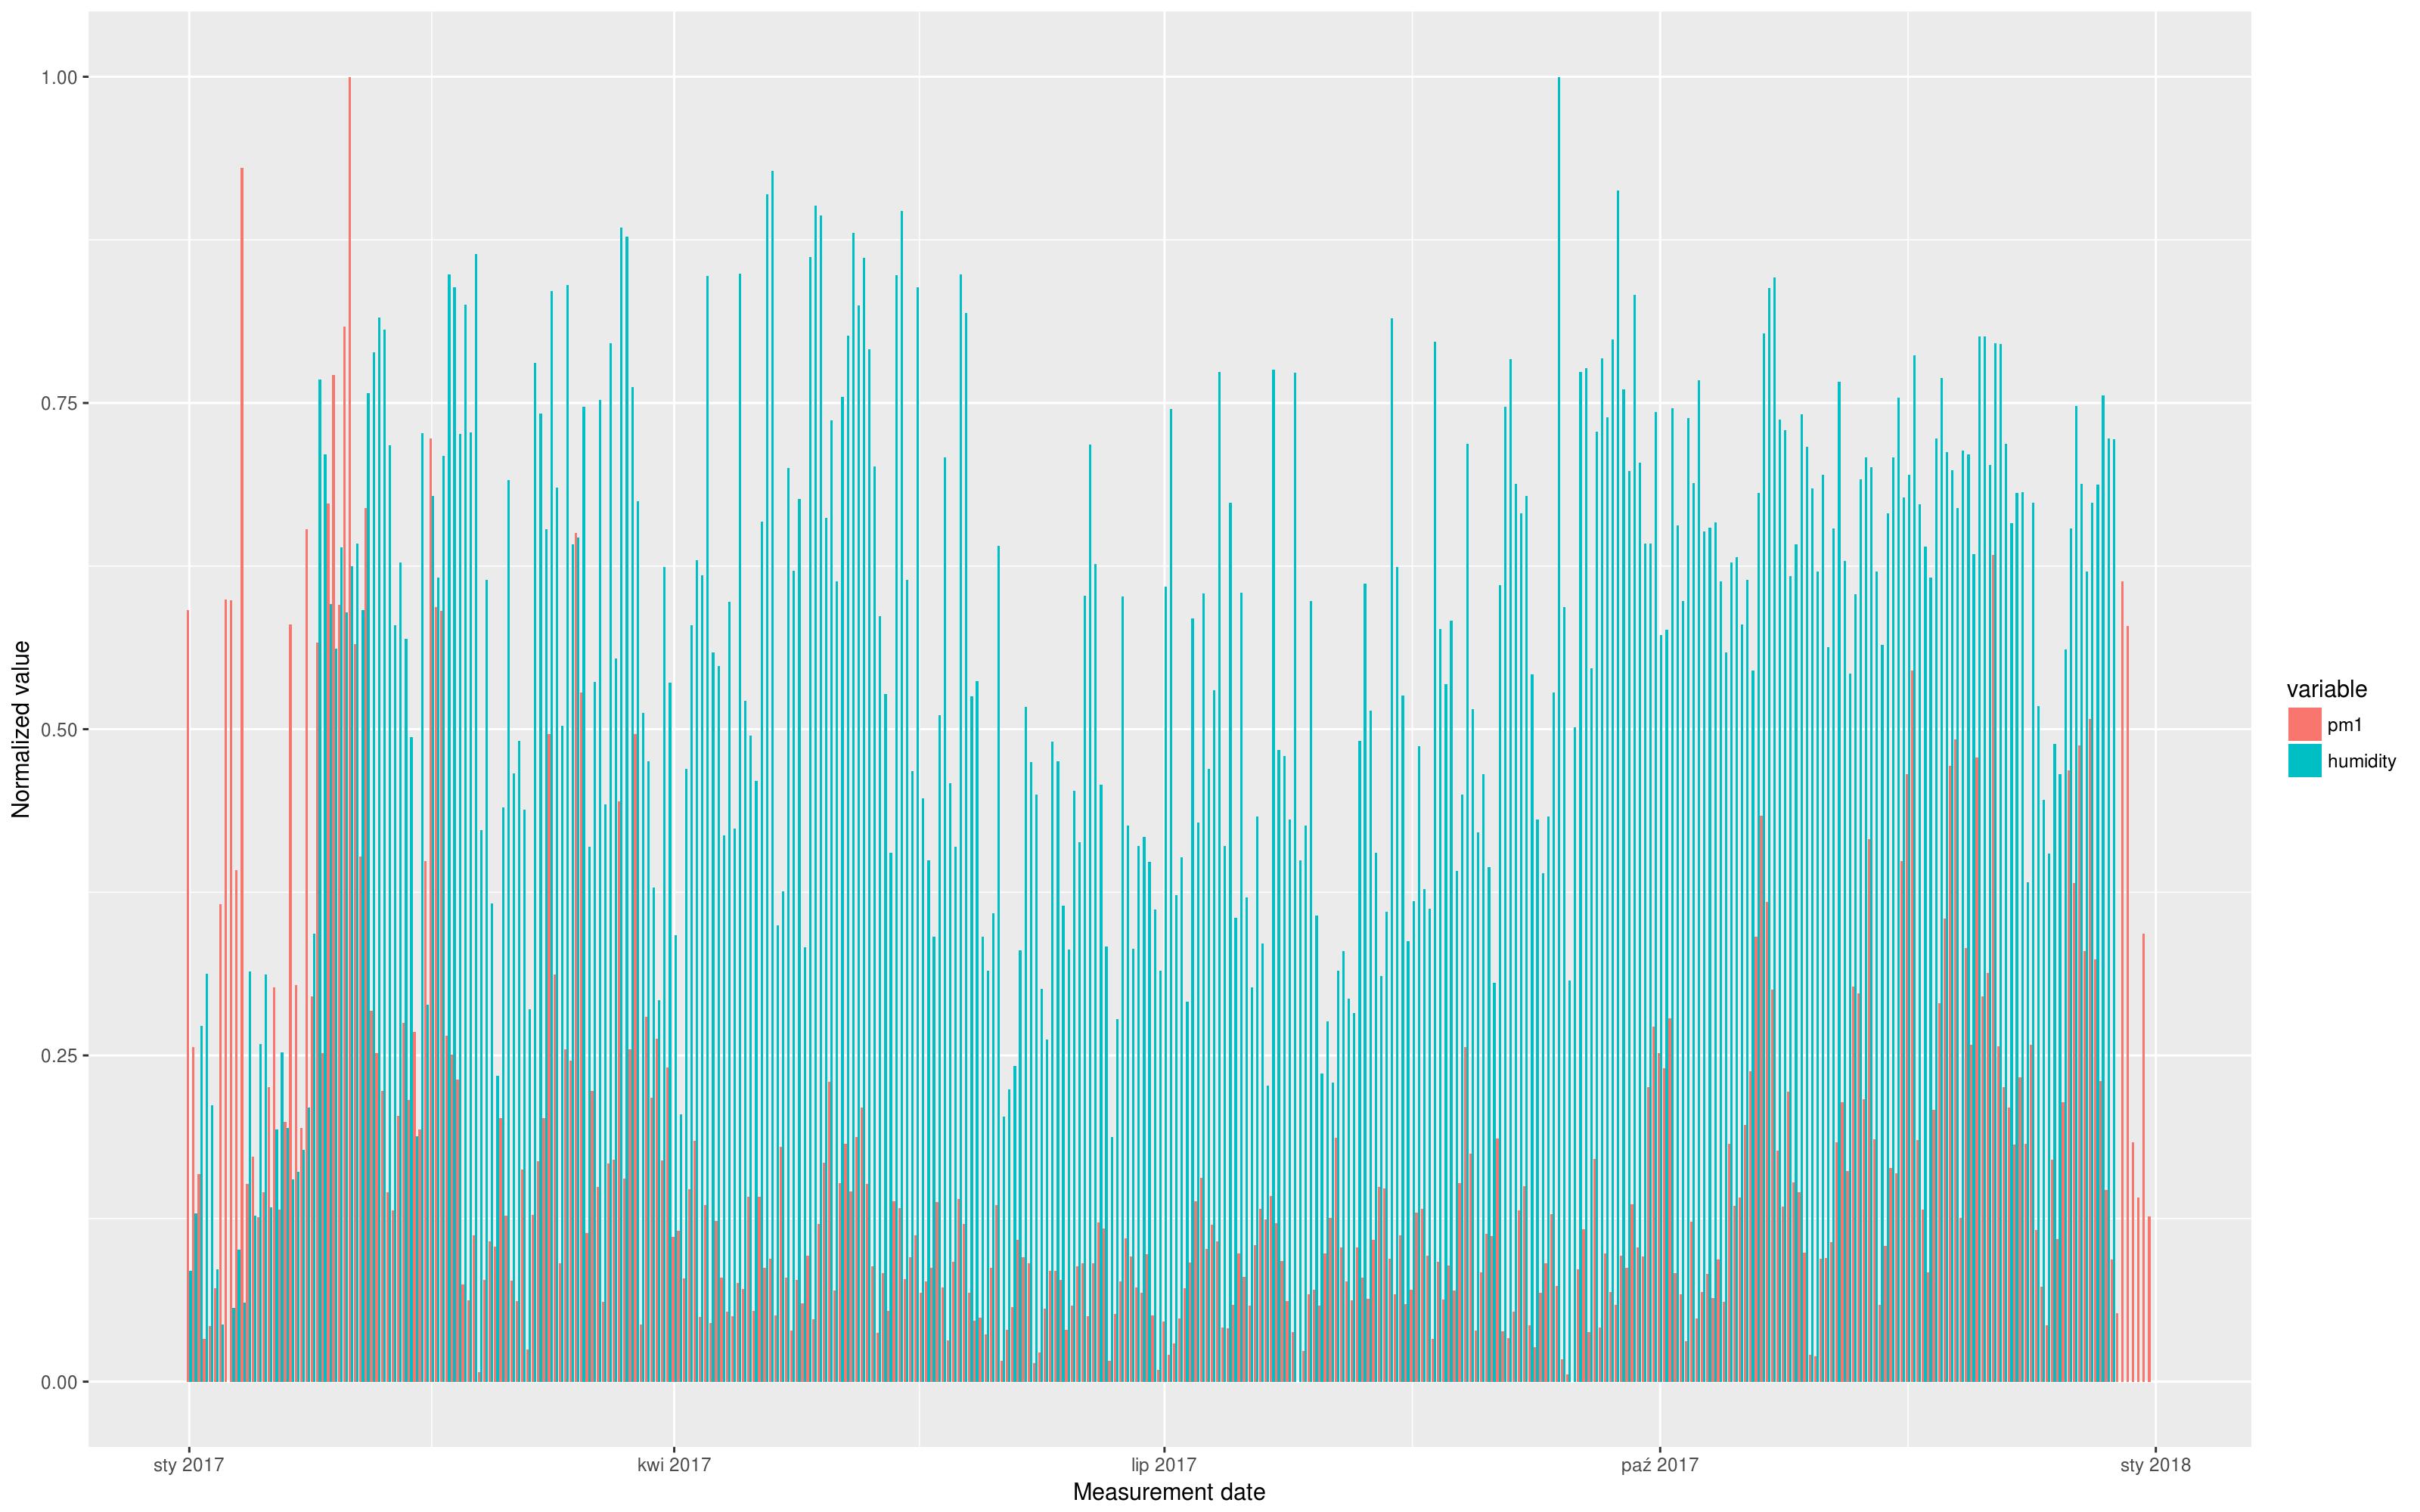 1.00
0.75
0.50
0.25
0.00
Normalized value
sty 2017
kwi 2017
lip 2017
paź 2017
sty 2018
Measurement date
variable
pm1
humidity